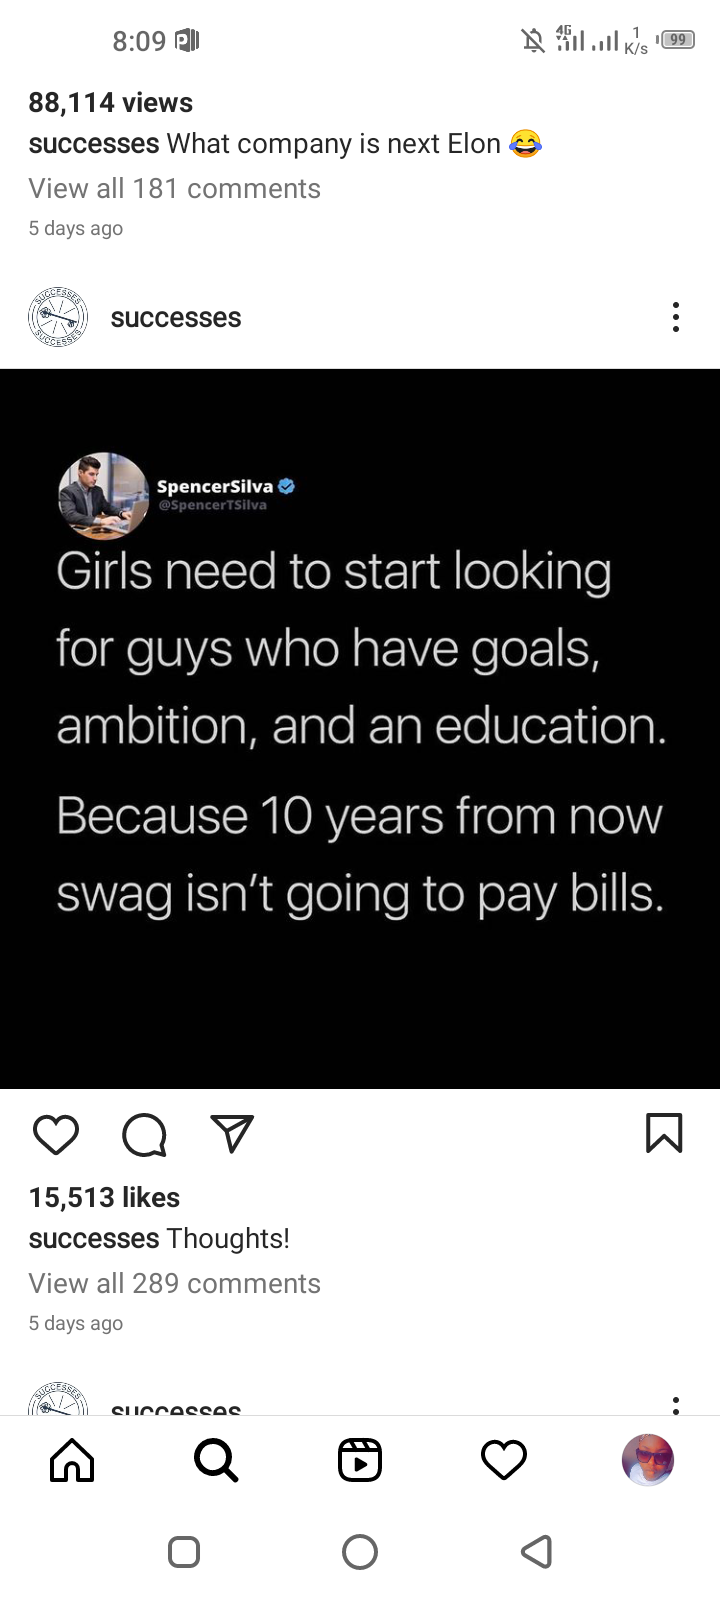 8:09
4G
1
K/s
99
88,114 views
successes What company is next Elon 😂
View all 181 comments
5 days ago
SUCCESSES
SUCCESSES
successes
SpencerSilva
@SpencerTSilva
Girls need to start looking
for guys who have goals,
ambition, and an education.
Because 10 years from now
swag isn't going to pay bills.
15,513 likes
successes Thoughts!
View all 289 comments
5 days ago
SUCCESSES
successes